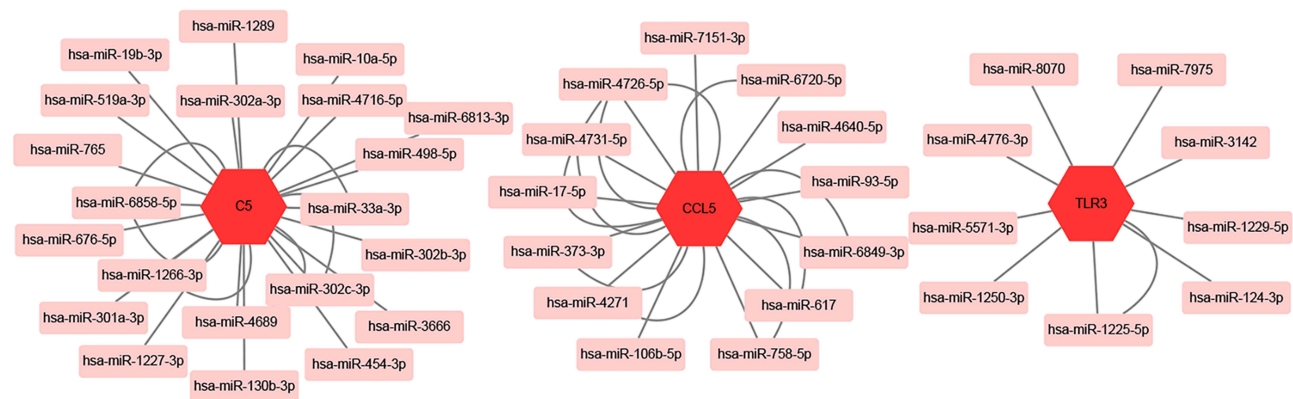 hsa-miR-1289
hsa-miR-19b-3p
hsa-miR-10a-5p
hsa-miR-519a-3p
hsa-miR-302a-3p
hsa-miR-4716-5p
hsa-miR-6813-3p
hsa-miR-765
hsa-miR-498-5p
hsa-miR-6858-5p
C5
hsa-miR-33a-3p
hsa-miR-676-5p
hsa-miR-302b-3p
hsa-miR-1266-3p
hsa-miR-302c-3p
hsa-miR-301a-3p
hsa-miR-4689
hsa-miR-3666
hsa-miR-1227-3p
hsa-miR-454-3p
hsa-miR-130b-3p
hsa-miR-7151-3p
hsa-miR-4726-5p
hsa-miR-6720-5p
hsa-miR-4731-5p
hsa-miR-4640-5p
hsa-miR-17-5p
hsa-miR-93-5p
CCL5
hsa-miR-373-3p
hsa-miR-6849-3p
hsa-miR-4271
hsa-miR-617
hsa-miR-106b-5p
hsa-miR-758-5p
hsa-miR-8070
hsa-miR-7975
hsa-miR-4776-3p
hsa-miR-3142
TLR3
hsa-miR-5571-3p
hsa-miR-1229-5p
hsa-miR-1250-3p
hsa-miR-124-3p
hsa-miR-1225-5p